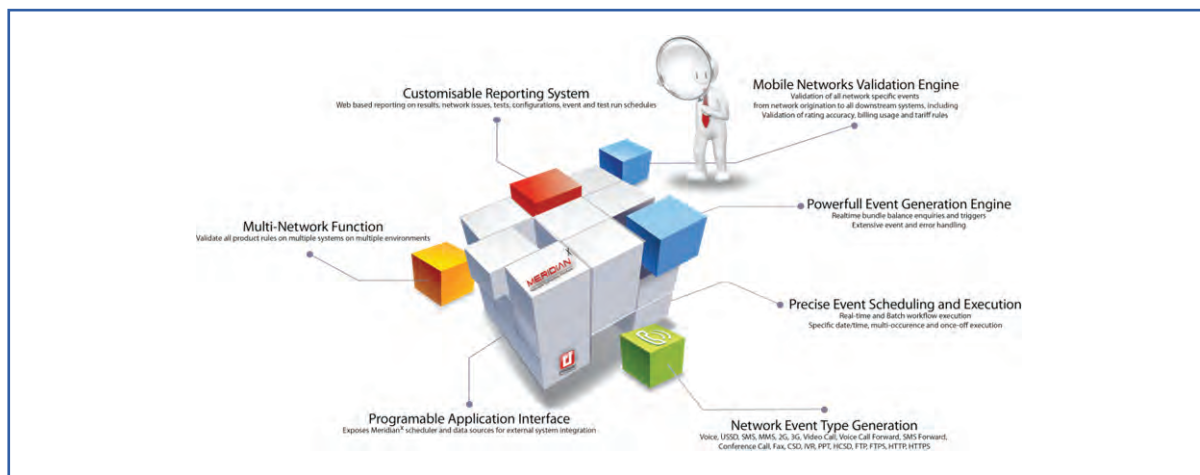 Customisable Reporting System
Web based reporting on results, network issues, tests, configurations, event and test run schedules
Mobile Networks Validation Engine
Validation of all network specific events
from network origination to all downstream systems, including
Validation of rating accuracy, billing usage and tariff rules
Multi-Network Function
Validate all product rules on multiple systems on multiple environments
Powerfull Event Generation Engine
Realtime bundle balance enquiries and triggers
Extensive event and error handling
MERIDIAN X
Precise Event Scheduling and Execution
Real-time and Batch workflow execution
Specific date/time, multi-occurence and once-off execution
Programable Application Interface
Exposes Meridianˣ scheduler and data sources for external system integration
Network Event Type Generation
Voice, USSD, SMS, MMS, 2G, 3G, Video Call, Voice Call Forward, SMS Forward,
Conference Call, Fax, CSD, IVR, PPT, HCSD, FTP, FTPS, HTTP, HTTPS